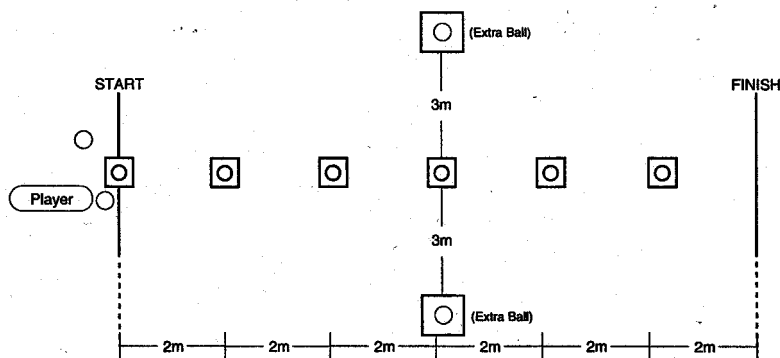 (Extra Ball)
START
FINISH
3m
Player
3m
(Extra Ball)
2m 2m 2m 2m 2m 2m